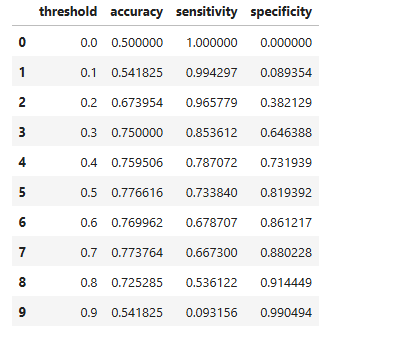 threshold accuracy sensitivity specificity
0 0.0 0.500000 1.000000 0.000000
1 0.1 0.541825 0.994297 0.089354
2 0.2 0.673954 0.965779 0.382129
3 0.3 0.750000 0.853612 0.646388
4 0.4 0.759506 0.787072 0.731939
5 0.5 0.776616 0.733840 0.819392
6 0.6 0.769962 0.678707 0.861217
7 0.7 0.773764 0.667300 0.880228
8 0.8 0.725285 0.536122 0.914449
9 0.9 0.541825 0.093156 0.990494